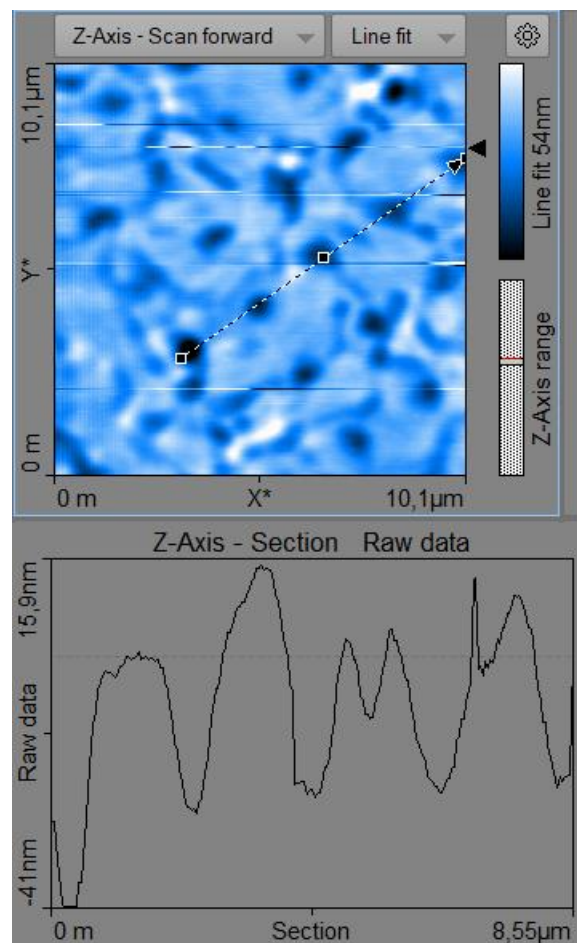 Z-Axis - Scan forward Line fit
10,1µm
Y*
0 m
Line fit 54nm
Z-Axis range
0 m X* 10,1µm
Z-Axis - Section Raw data
15,9nm
Raw data
-41nm
0 m Section 8,55µm